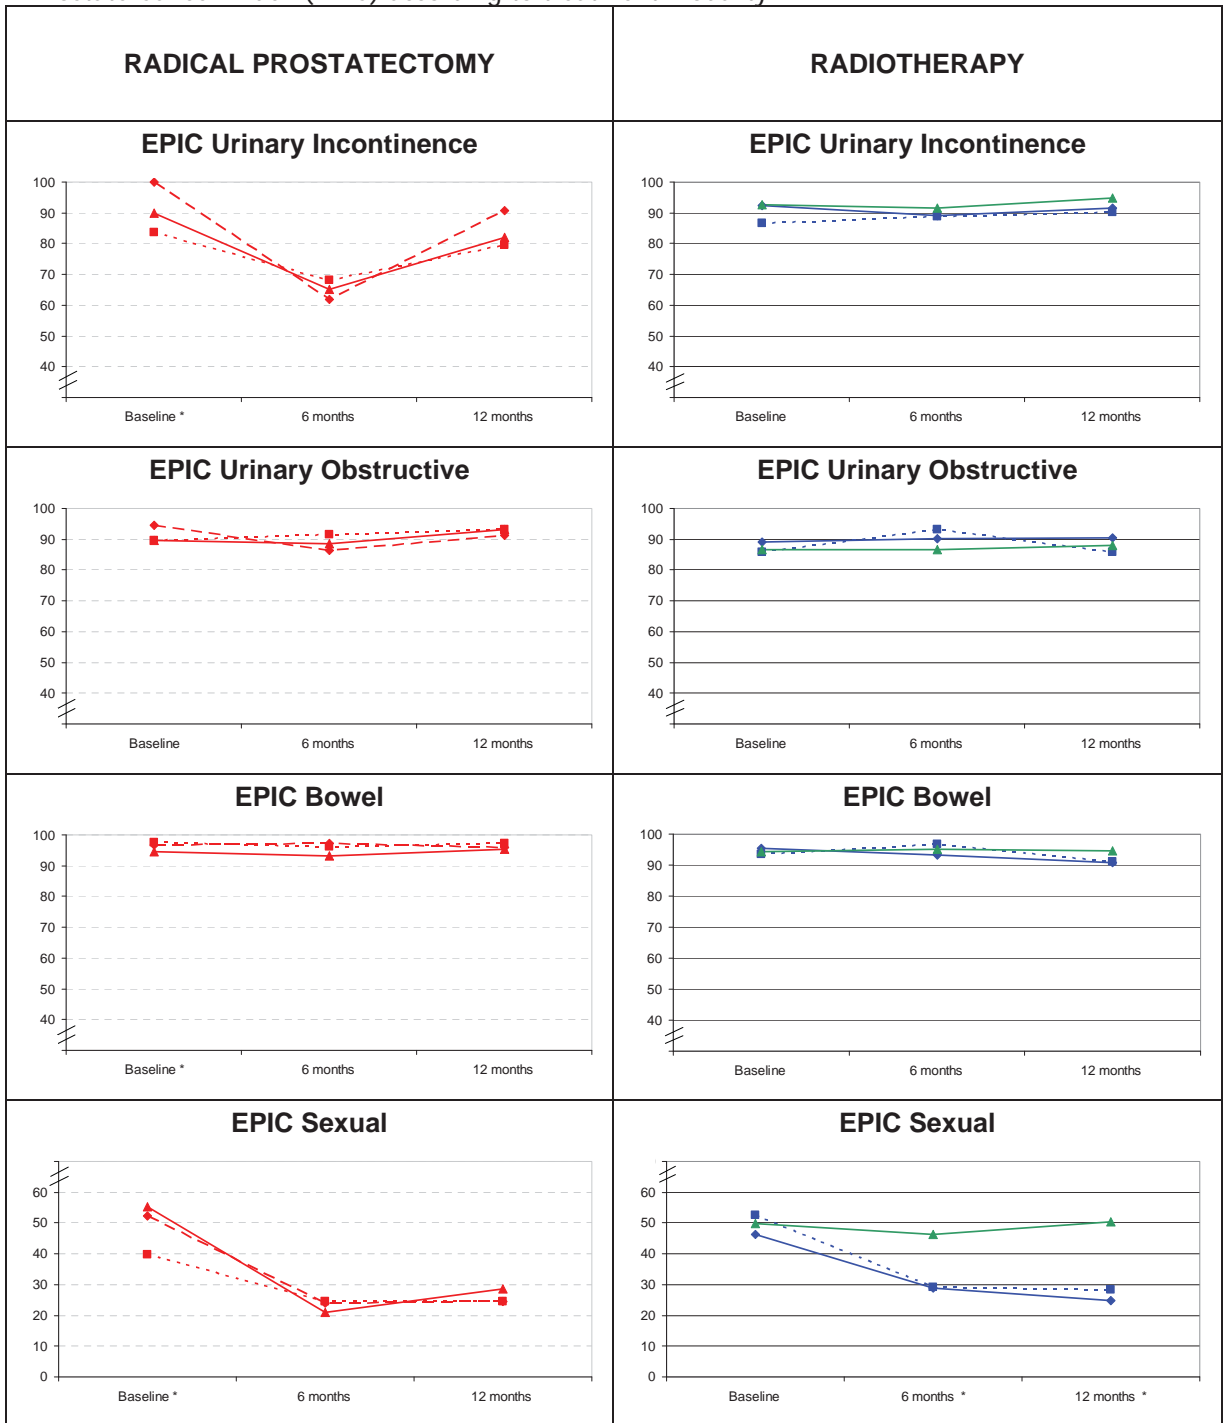 RADICAL PROSTATECTOMY
RADIOTHERAPY
EPIC Urinary Incontinence
100
90
80
70
60
50
40
Baseline *
6 months
12 months
EPIC Urinary Incontinence
100
90
80
70
60
50
40
Baseline
6 months
12 months
EPIC Urinary Obstructive
100
90
80
70
60
50
40
Baseline
6 months
12 months
EPIC Urinary Obstructive
100
90
80
70
60
50
40
Baseline
6 months
12 months
EPIC Bowel
100
90
80
70
60
50
40
Baseline *
6 months
12 months
EPIC Bowel
100
90
80
70
60
50
40
Baseline
6 months
12 months
EPIC Sexual
60
50
40
30
20
10
0
Baseline *
6 months
12 months
EPIC Sexual
60
50
40
30
20
10
0
Baseline
6 months *
12 months *